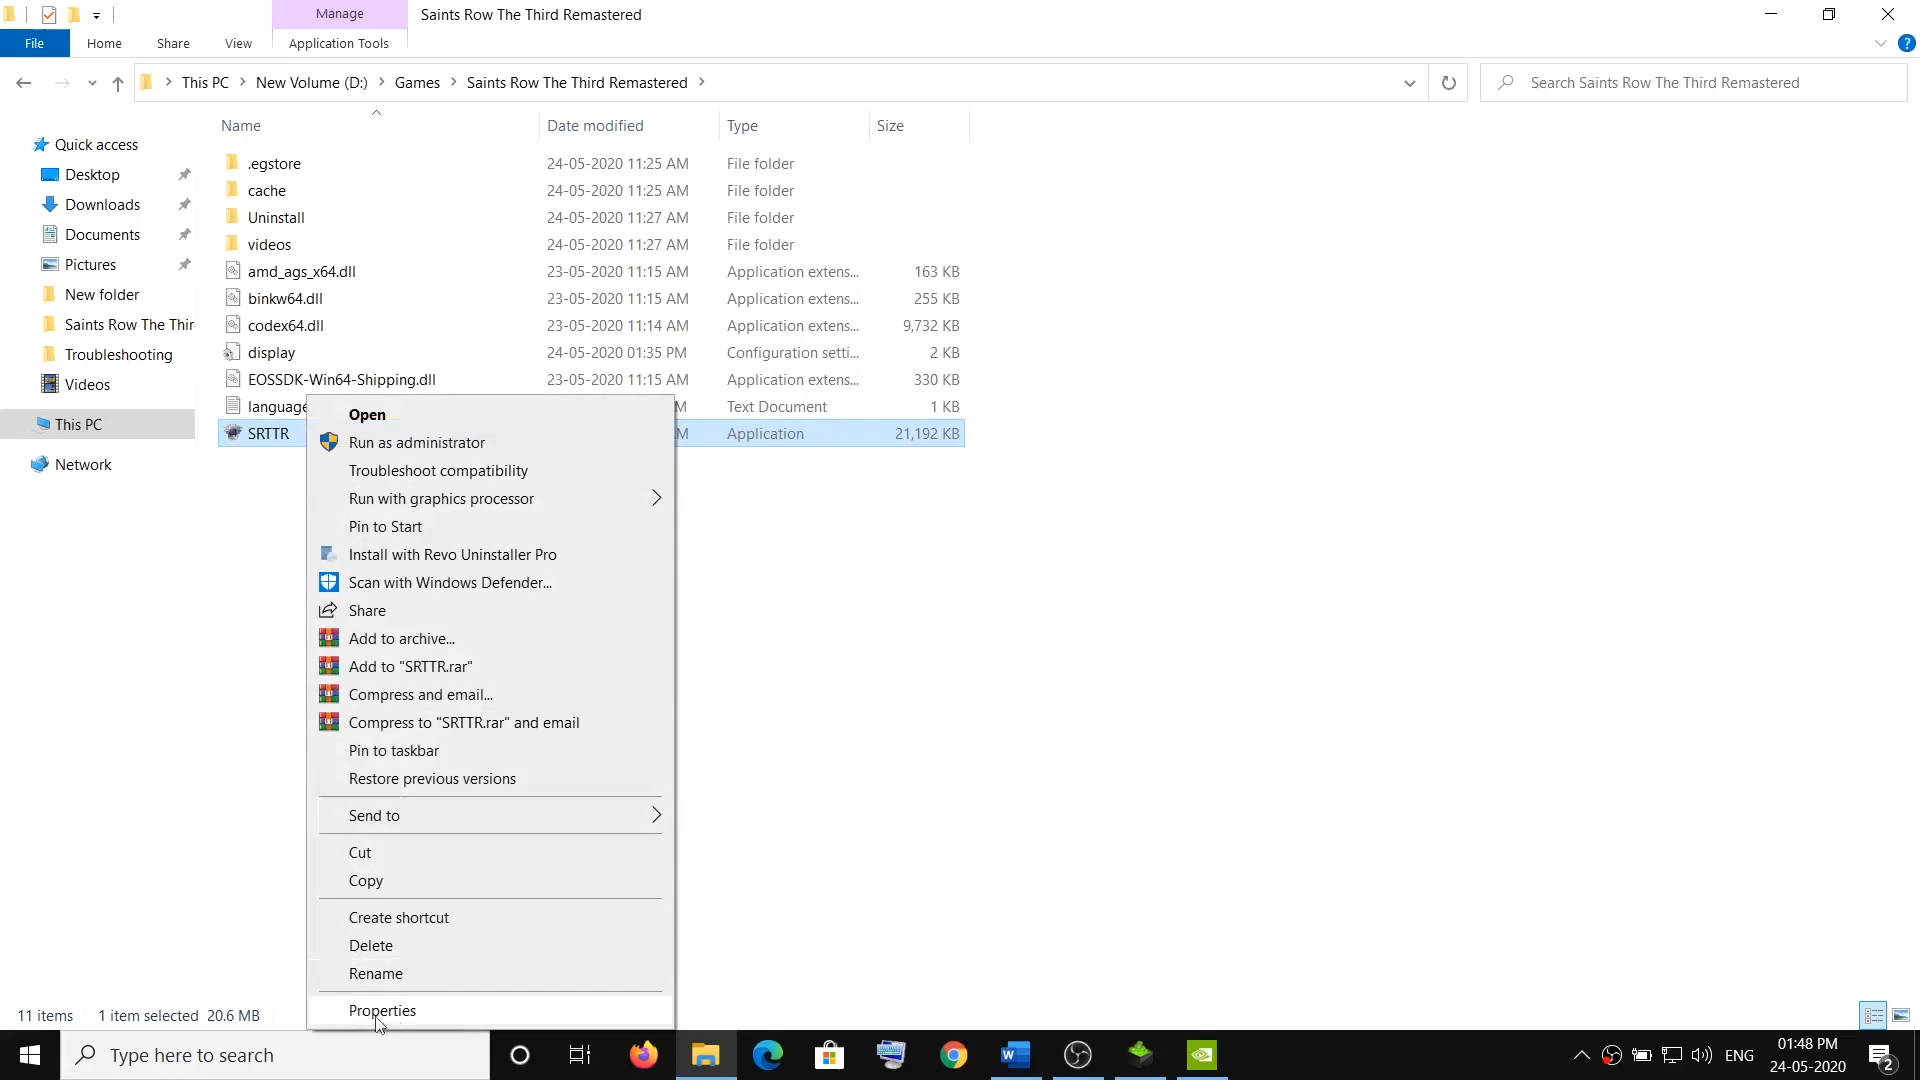 Manage
Saints Row The Third Remastered
File
Home
Share
View
Application Tools
This PC
New Volume (D:)
Games
Saints Row The Third Remastered
Search Saints Row The Third Remastered
Name
Date modified
Type
Size
Quick access
Desktop
Downloads
Documents
Pictures
New folder
Saints Row The Thir
Troubleshooting
Videos
This PC
Network
.egstore 24-05-2020 11:25 AM File folder
cache 24-05-2020 11:25 AM File folder
Uninstall 24-05-2020 11:27 AM File folder
videos 24-05-2020 11:27 AM File folder
amd_ags_x64.dll 23-05-2020 11:15 AM Application extens... 163 KB
binkw64.dll 23-05-2020 11:15 AM Application extens... 255 KB
codex64.dll 23-05-2020 11:14 AM Application extens... 9,732 KB
display 24-05-2020 01:35 PM Configuration setti... 2 KB
EOSSDK-Win64-Shipping.dll 23-05-2020 11:15 AM Application extens... 330 KB
language M Text Document 1 KB
SRTTR M Application 21,192 KB
Open
Run as administrator
Troubleshoot compatibility
Run with graphics processor
Pin to Start
Install with Revo Uninstaller Pro
Scan with Windows Defender...
Share
Add to archive...
Add to "SRTTR.rar"
Compress and email...
Compress to "SRTTR.rar" and email
Pin to taskbar
Restore previous versions
Send to
Cut
Copy
Create shortcut
Delete
Rename
Properties
11 items
1 item selected 20.6 MB
Type here to search
ENG
01:48 PM
24-05-2020
2